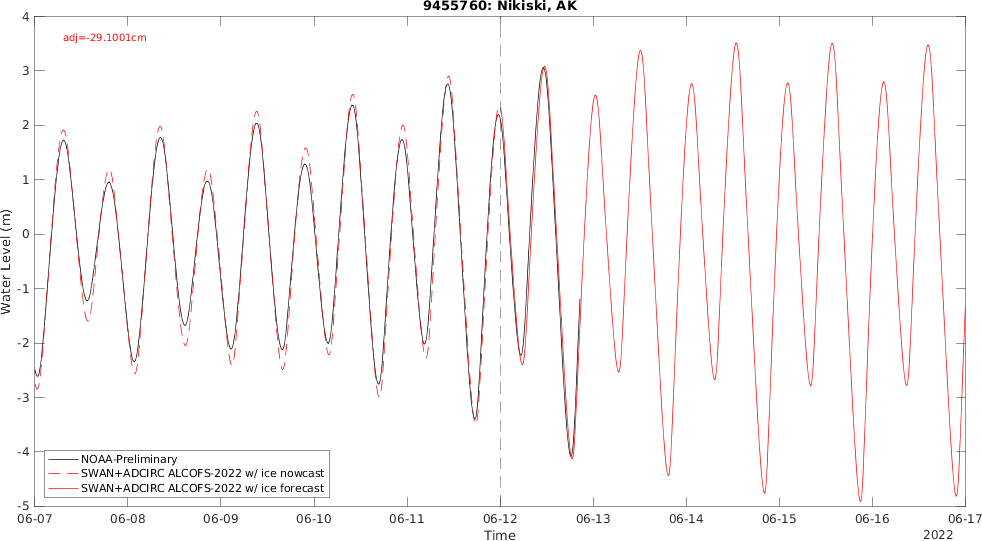 9455760: Nikiski, AK
adj=-29.1001cm
4
3
2
1
0
-1
-2
-3
-4
-5
Water Level (m)
NOAA-Preliminary
SWAN+ADCIRC ALCOFS-2022 w/ ice nowcast
SWAN+ADCIRC ALCOFS-2022 w/ ice forecast
06-07 06-08 06-09 06-10 06-11 06-12 06-13 06-14 06-15 06-16 06-17
Time
2022